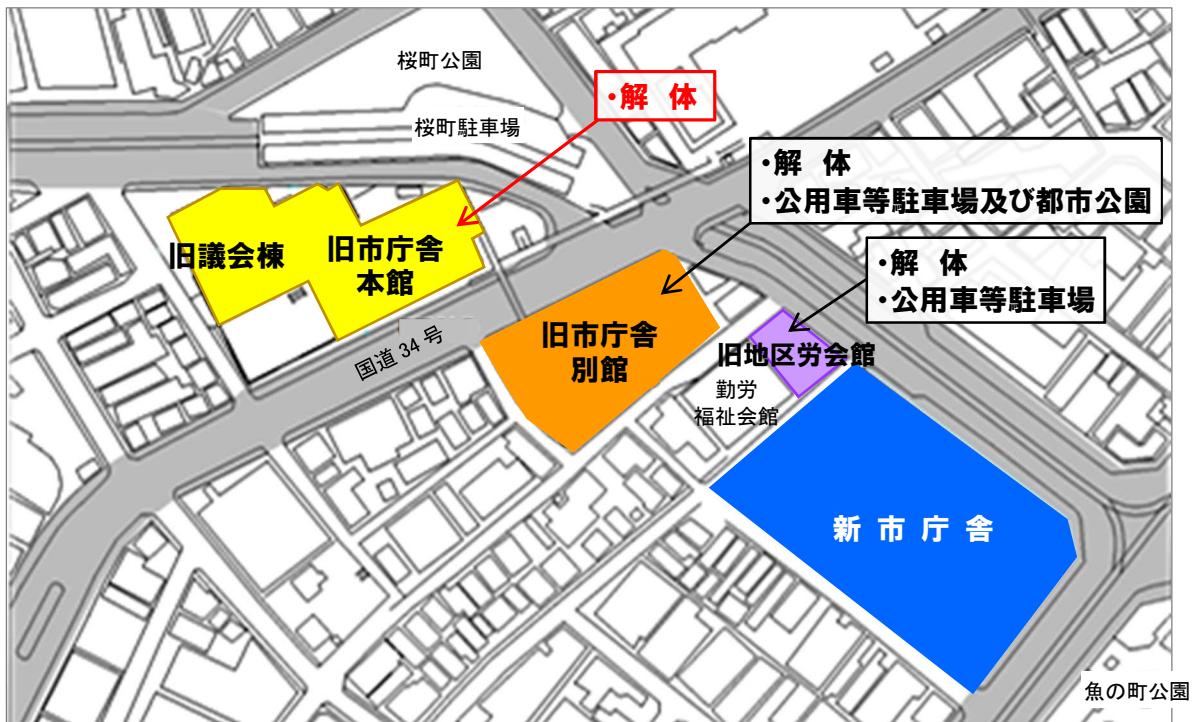 桜町公園
桜町駐車場
・解 体
・解 体
・公用車等駐車場及び都市公園
・解 体
・公用車等駐車場
旧議会棟
旧市庁舎
本館
国道 34 号
旧市庁舎
別館
旧地区労会館
勤労
福祉会館
新 市 庁 舎
魚の町公園